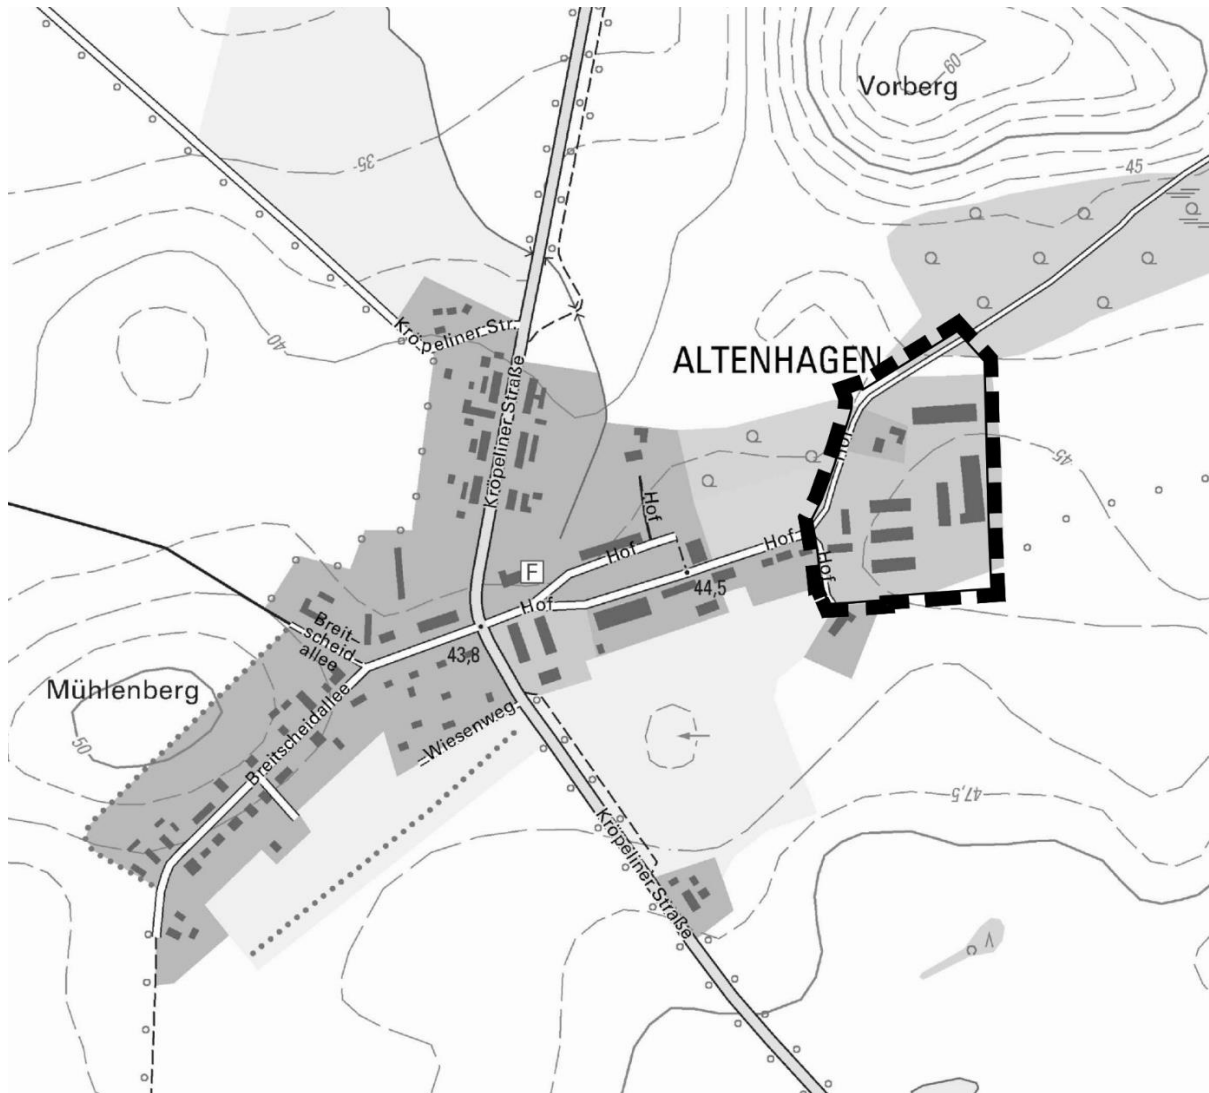 Vorberg
60
35
45
40
Kröpeliner Str.
ALTENHAGEN
Kröpeliner Straße
Hof
45
Hof
Hof
Hof
Hof
F
44,5
Hof
Breit-
scheid
allee
43,8
Mühlenberg
50
Breitscheidallee
Wiesenweg
47,5
Kröpeliner Straße